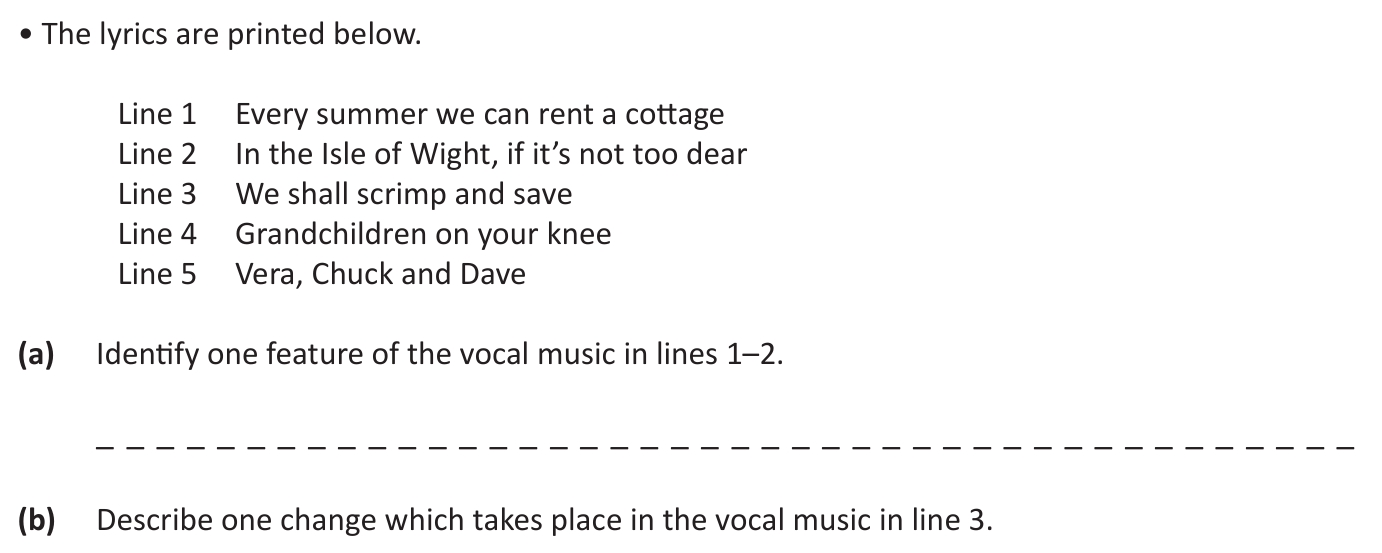 • The lyrics are printed below.
Line 1 Every summer we can rent a cottage
Line 2 In the Isle of Wight, if it’s not too dear
Line 3 We shall scrimp and save
Line 4 Grandchildren on your knee
Line 5 Vera, Chuck and Dave
(a) Identify one feature of the vocal music in lines 1–2.
(b) Describe one change which takes place in the vocal music in line 3.